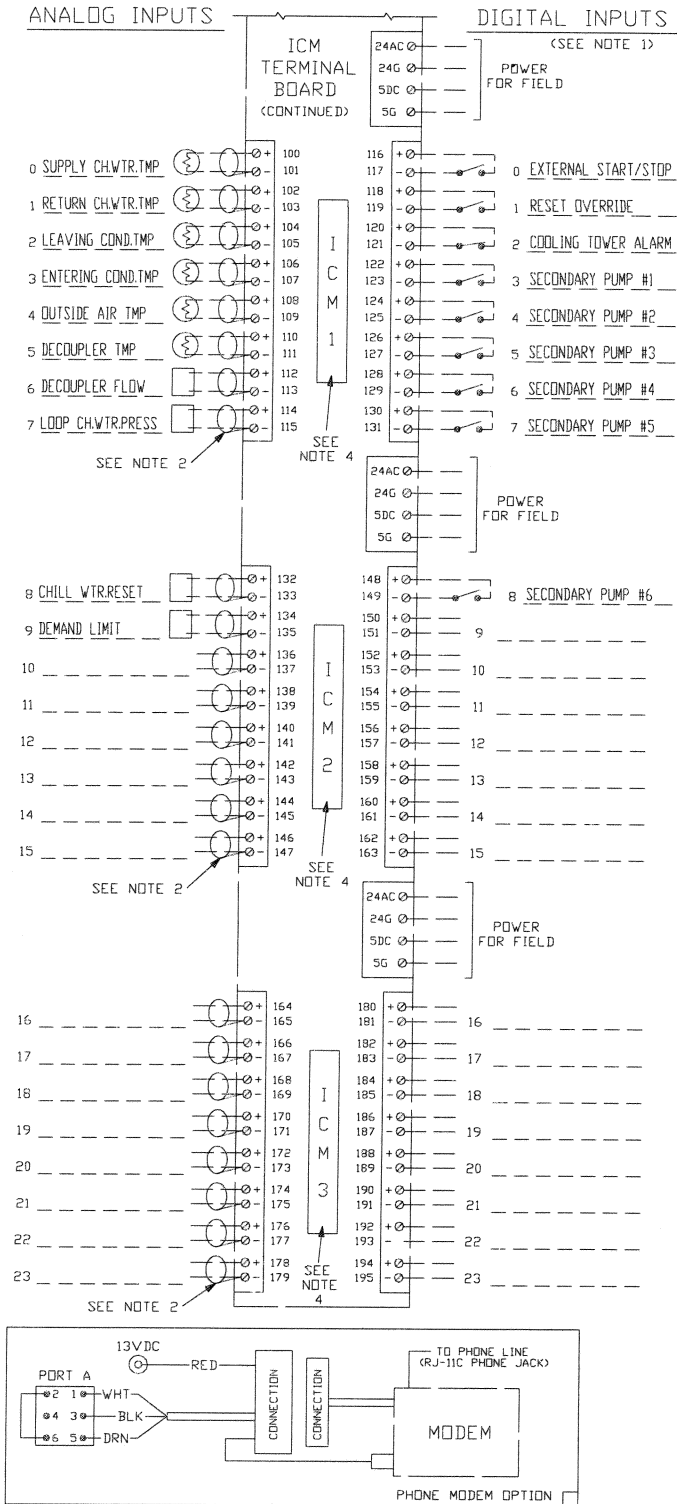 ANALOG INPUTS
DIGITAL INPUTS
(SEE NOTE 1)
ICM
TERMINAL
BOARD
(CONTINUED)
24AC
24G
5DC
5G
POWER
FOR FIELD
0 SUPPLY CH.WTR.TMP + 100 116 +
- 101 117 - 0 EXTERNAL START/STOP
1 RETURN CH.WTR.TMP + 102 118 +
- 103 119 - 1 RESET OVERRIDE
2 LEAVING COND.TMP + 104 120 +
- 105 121 - 2 COOLING TOWER ALARM
3 ENTERING COND.TMP + 106 122 +
- 107 123 - 3 SECONDARY PUMP #1
4 OUTSIDE AIR TMP + 108 124 +
- 109 125 - 4 SECONDARY PUMP #2
5 DECOUPLER TMP + 110 126 +
- 111 127 - 5 SECONDARY PUMP #3
6 DECOUPLER FLOW + 112 128 +
- 113 129 - 6 SECONDARY PUMP #4
7 LOOP CH.WTR.PRESS + 114 130 +
- 115 131 - 7 SECONDARY PUMP #5
ICM 1
SEE NOTE 2
SEE
NOTE 4
24AC
24G
5DC
5G
POWER
FOR FIELD
8 CHILL WTR.RESET + 132 148 +
- 133 149 - 8 SECONDARY PUMP #6
9 DEMAND LIMIT + 134 150 +
- 135 151 - 9
+ 136 152 +
10 - 137 153 - 10
+ 138 154 +
11 - 139 155 - 11
+ 140 156 +
12 - 141 157 - 12
+ 142 158 +
13 - 143 159 - 13
+ 144 160 +
14 - 145 161 - 14
+ 146 162 +
15 - 147 163 - 15
ICM 2
SEE NOTE 2
SEE
NOTE 4
24AC
24G
5DC
5G
POWER
FOR FIELD
+ 164 180 +
16 - 165 181 - 16
+ 166 182 +
17 - 167 183 - 17
+ 168 184 +
18 - 169 185 - 18
+ 170 186 +
19 - 171 187 - 19
+ 172 188 +
20 - 173 189 - 20
+ 174 190 +
21 - 175 191 - 21
+ 176 192 +
22 - 177 193 - 22
+ 178 194 +
23 - 179 195 - 23
ICM 3
SEE NOTE 2
SEE
NOTE
4
13VDC
RED
PORT A
2 1 WHT
4 3 BLK
6 5 DRN
CONNECTION
CONNECTION
TO PHONE LINE
(RJ-11C PHONE JACK)
MODEM
PHONE MODEM OPTION